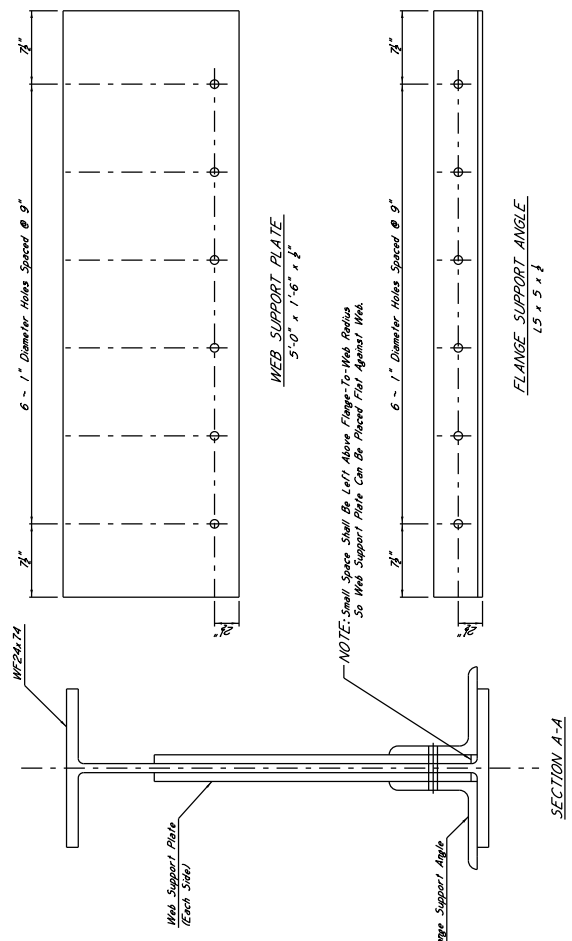 7½"
6 ~ 1" Diameter Holes Spaced @ 9"
7½"
2½"
WEB SUPPORT PLATE
5'-0" x 1'-6" x ½"
7½"
6 ~ 1" Diameter Holes Spaced @ 9"
7½"
2½"
FLANGE SUPPORT ANGLE
L5 x 5 x ½
WF24x74
Web Support Plate
(Each Side)
NOTE: Small Space Shall Be Left Above Flange-To-Web Radius
So Web Support Plate Can Be Placed Flat Against Web.
Support Angle
SECTION A-A